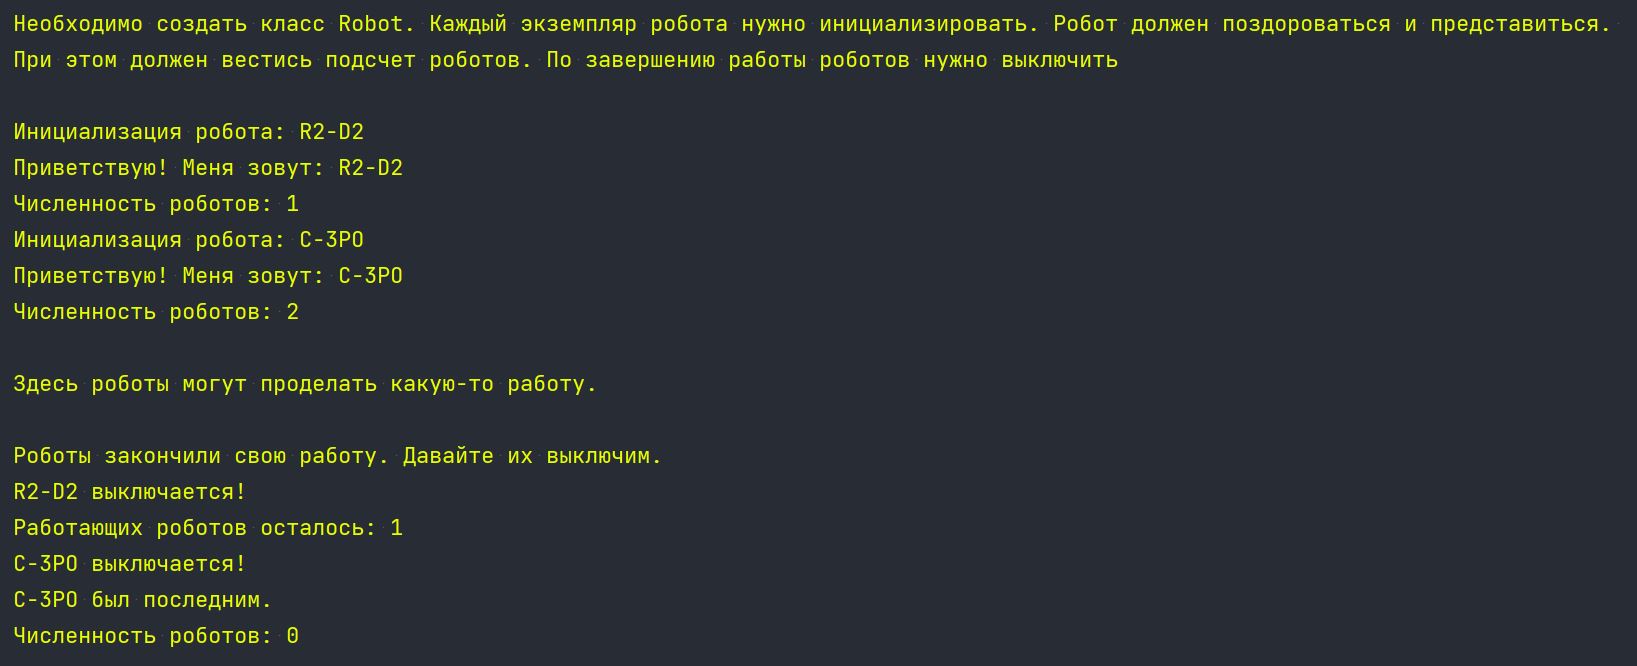 Необходимо создать класс Robot. Каждый экземпляр робота нужно инициализировать. Робот должен поздороваться и представиться.
При этом должен вестись подсчет роботов. По завершению работы роботов нужно выключить
Инициализация робота: R2-D2
Приветствую! Меня зовут: R2-D2
Численность роботов: 1
Инициализация робота: C-3PO
Приветствую! Меня зовут: C-3PO
Численность роботов: 2
Здесь роботы могут проделать какую-то работу.
Роботы закончили свою работу. Давайте их выключим.
R2-D2 выключается!
Работающих роботов осталось: 1
C-3PO выключается!
C-3PO был последним.
Численность роботов: 0